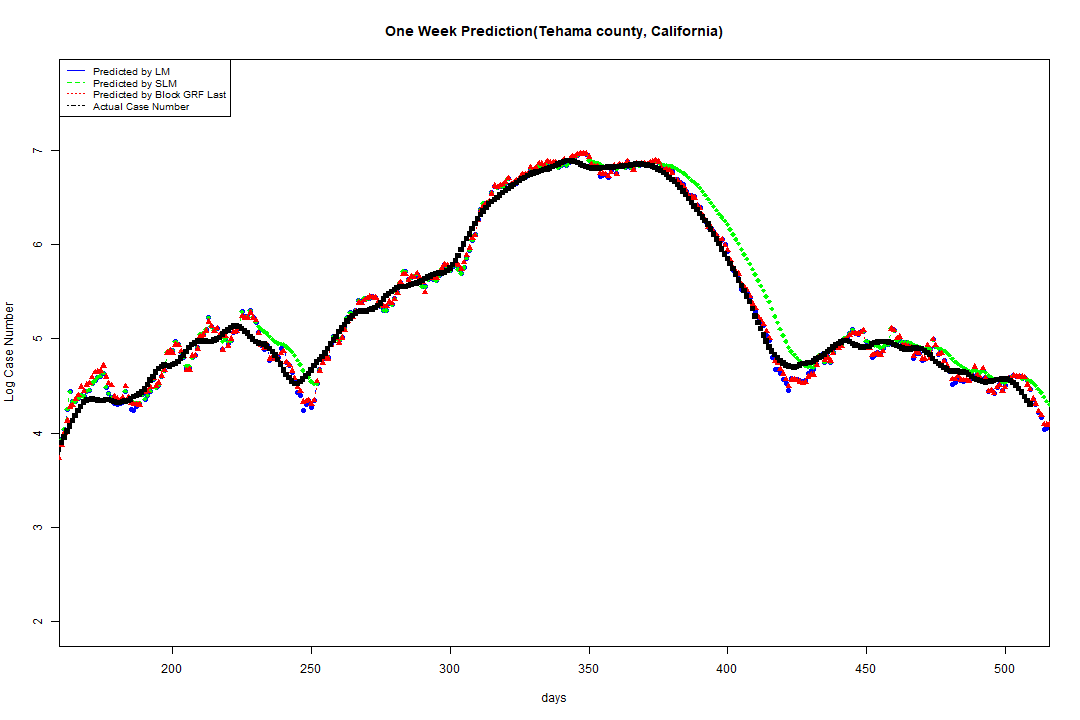 One Week Prediction(Tehama county, California)
Predicted by LM
Predicted by SLM
Predicted by Block GRF Last
Actual Case Number
Log Case Number
7
6
5
4
3
2
200 250 300 350 400 450 500
days